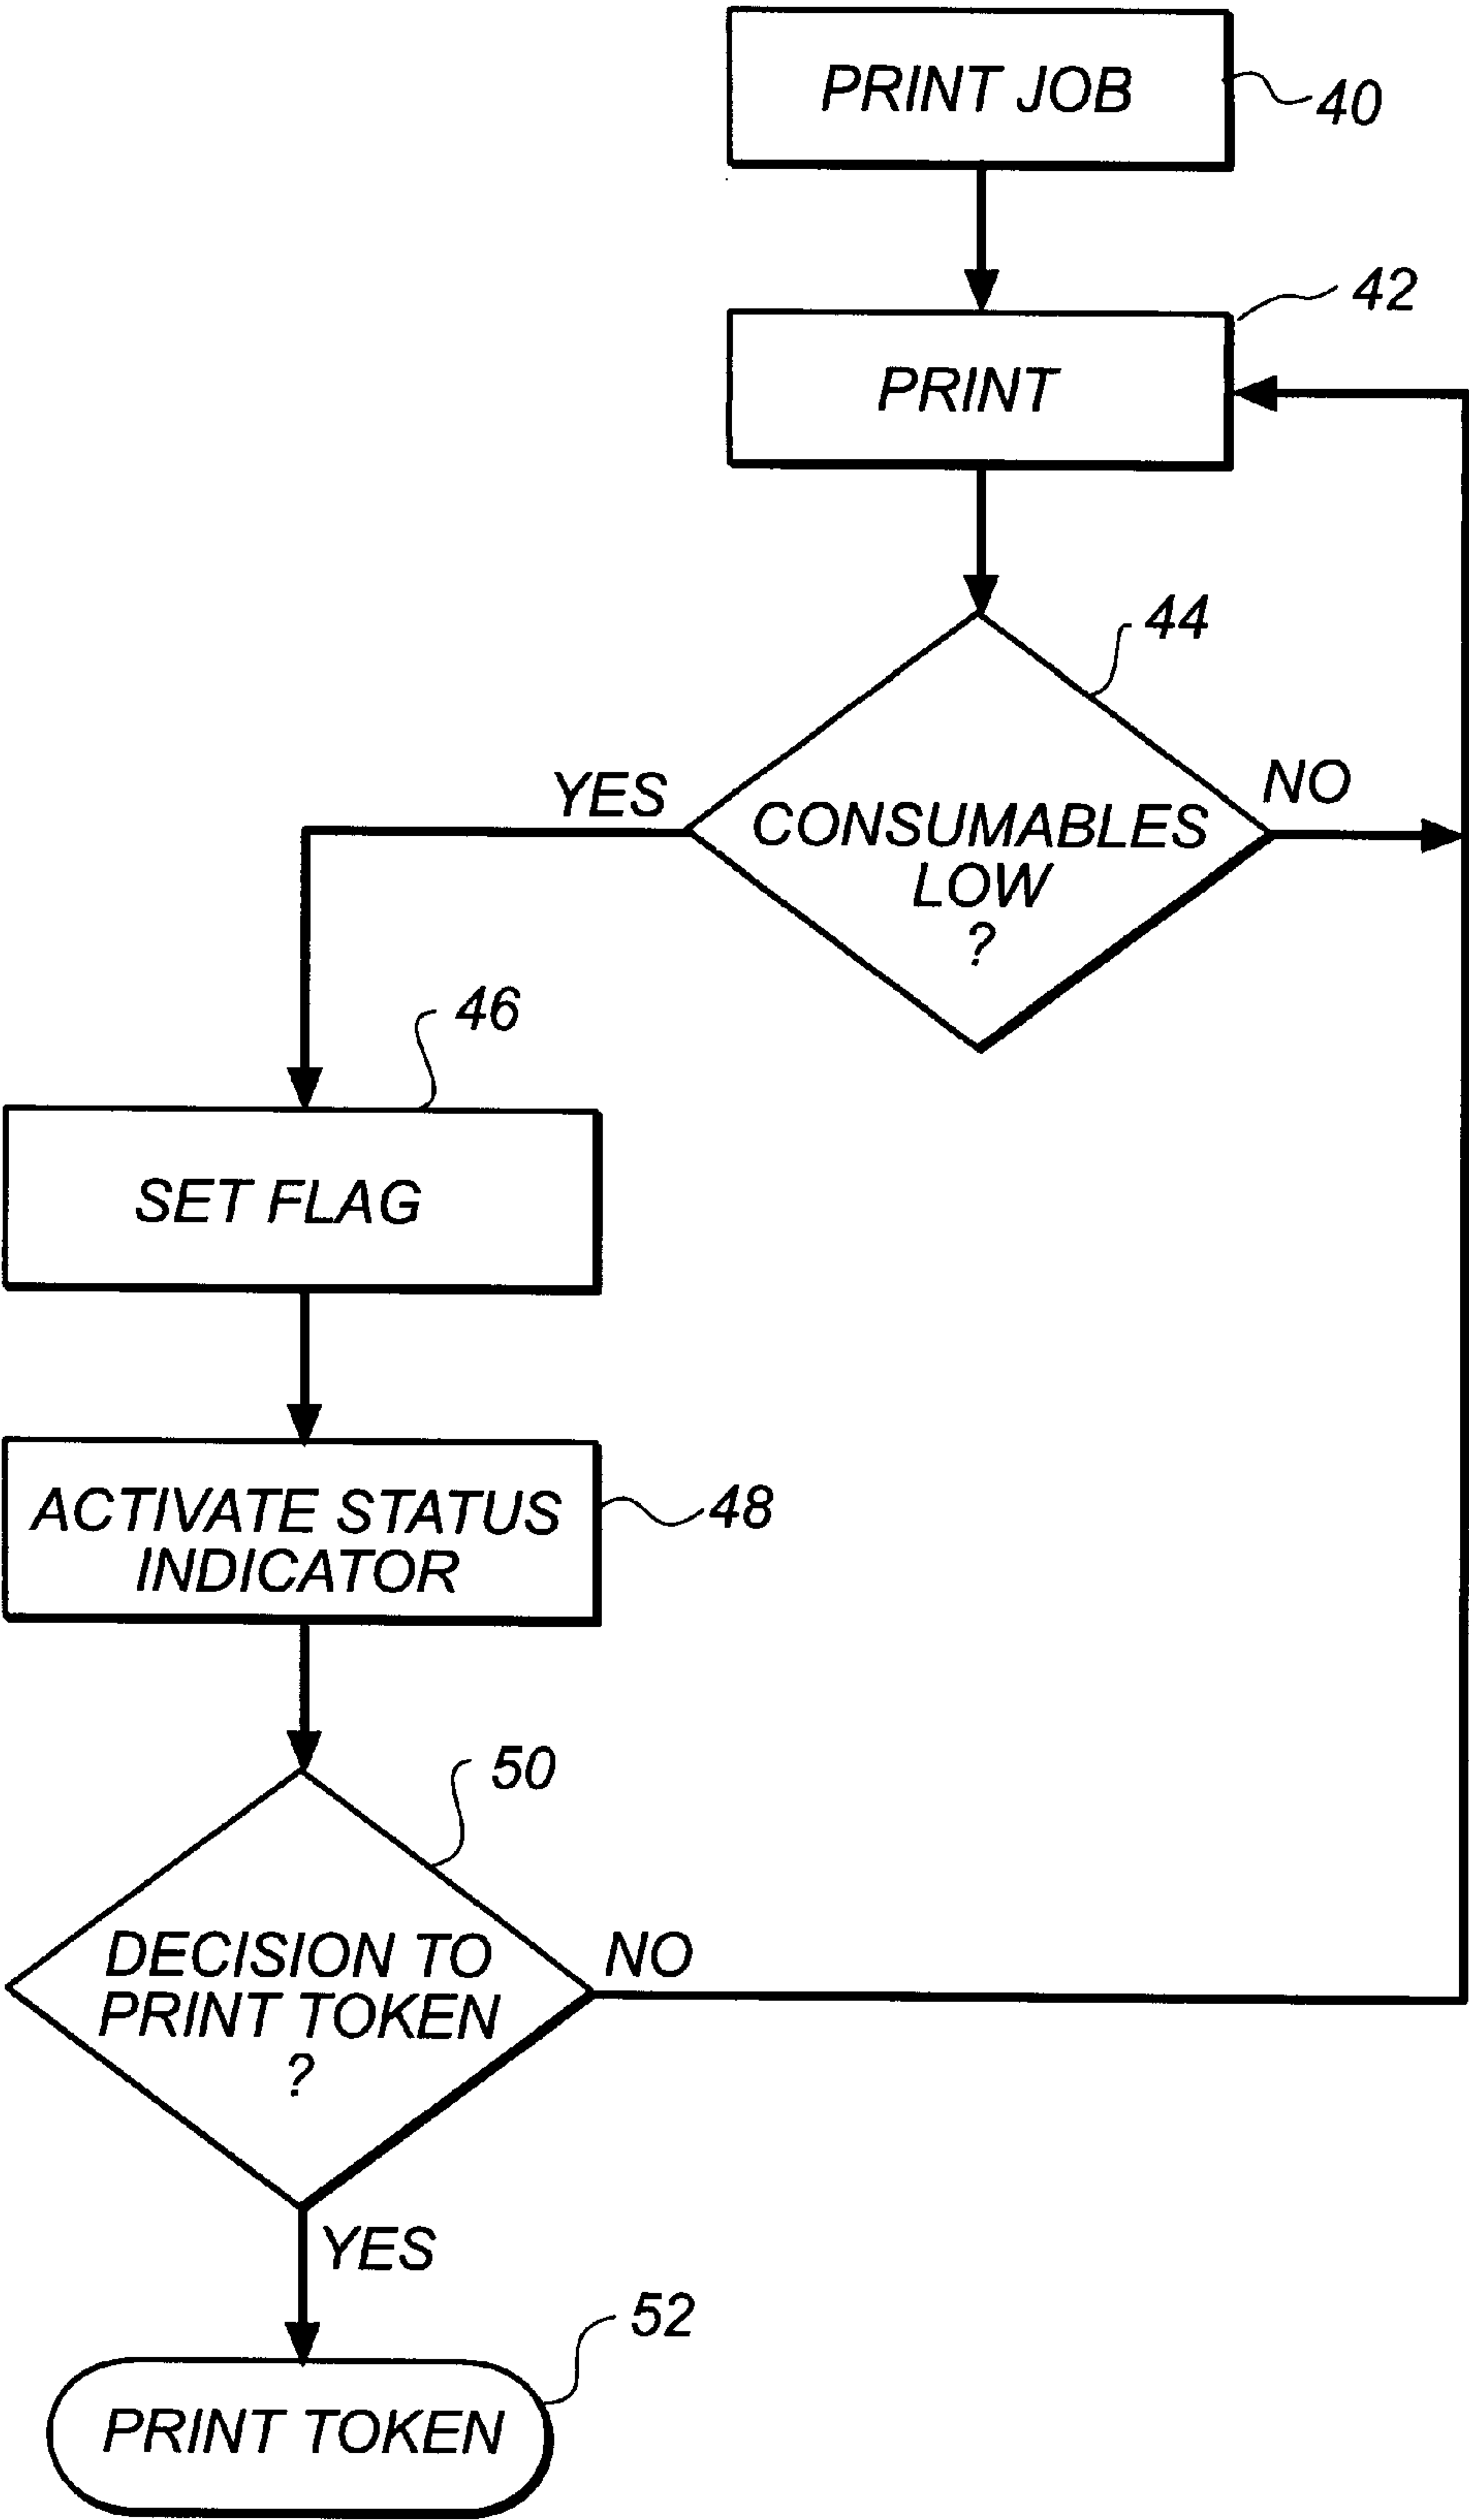 PRINT JOB
40
42
PRINT
44
YES
NO
CONSUMABLES
LOW
?
46
SET FLAG
ACTIVATE STATUS
INDICATOR
48
50
DECISION TO
PRINT TOKEN
?
NO
YES
52
PRINT TOKEN